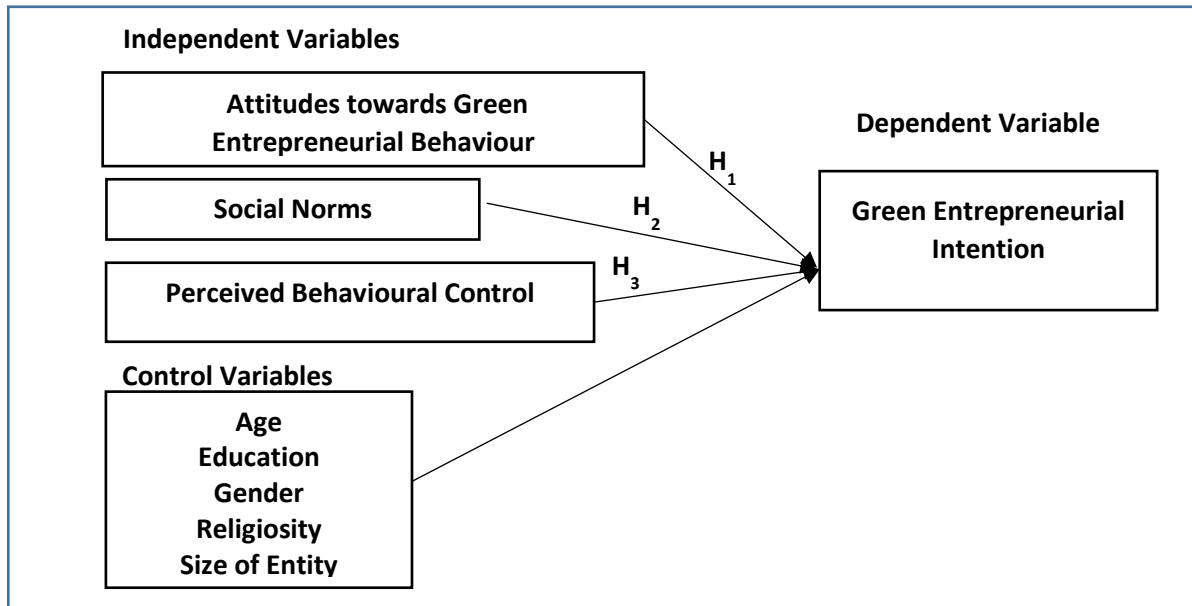 Independent Variables
Attitudes towards Green
Entrepreneurial Behaviour
Dependent Variable
H1
Social Norms
H2
Green Entrepreneurial
Intention
Perceived Behavioural Control
H3
Control Variables
Age
Education
Gender
Religiosity
Size of Entity